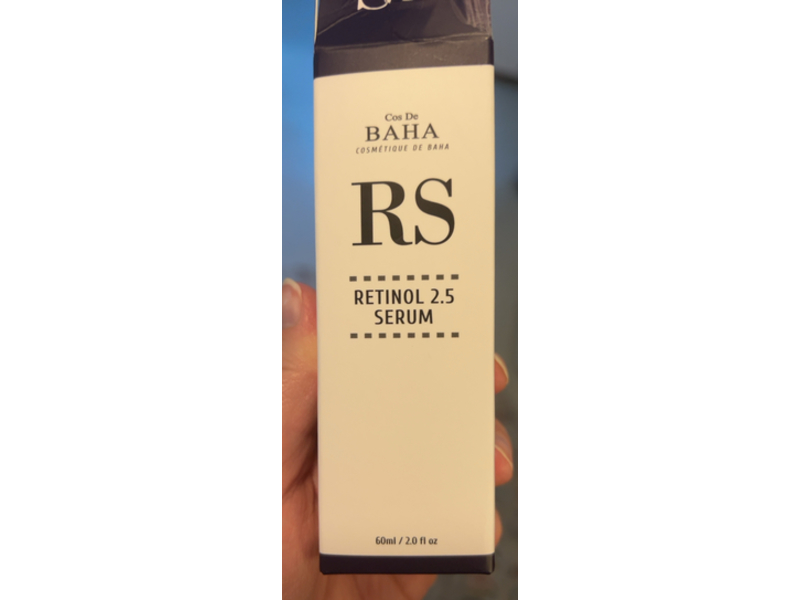 Cos De
BAHA
COSMÉTIQUE DE BAHA
RS
RETINOL 2.5
SERUM
60ml / 2.0 fl oz